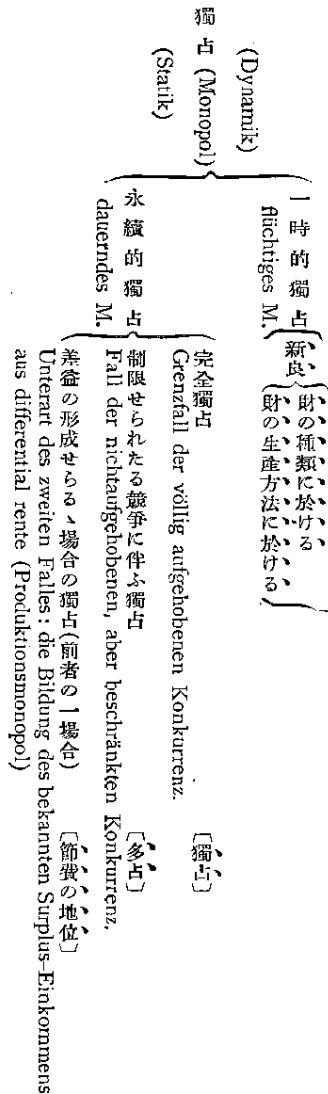 獨占 (Monopol)
(Dynamik)
(Statik)
一時的獨占
flüchtiges M.
新良
財の種類に於ける
財の生産方法に於ける
永續的獨占
dauerndes M.
完全獨占 〔獨占〕
Grenzfall der völlig aufgehobenen Konkurrenz.
制限せられたる競爭に伴ふ獨占 〔多占〕
Fall der nichtaufgehobenen, aber beschränkten Konkurrenz.
差益の形成せらるゝ場合の獨占(前者の一場合) 〔節費の地位〕
Unterart des zweiten Falles: die Bildung des bekannten Surplus-Einkommens
aus differential rente (Produktionsmonopol)